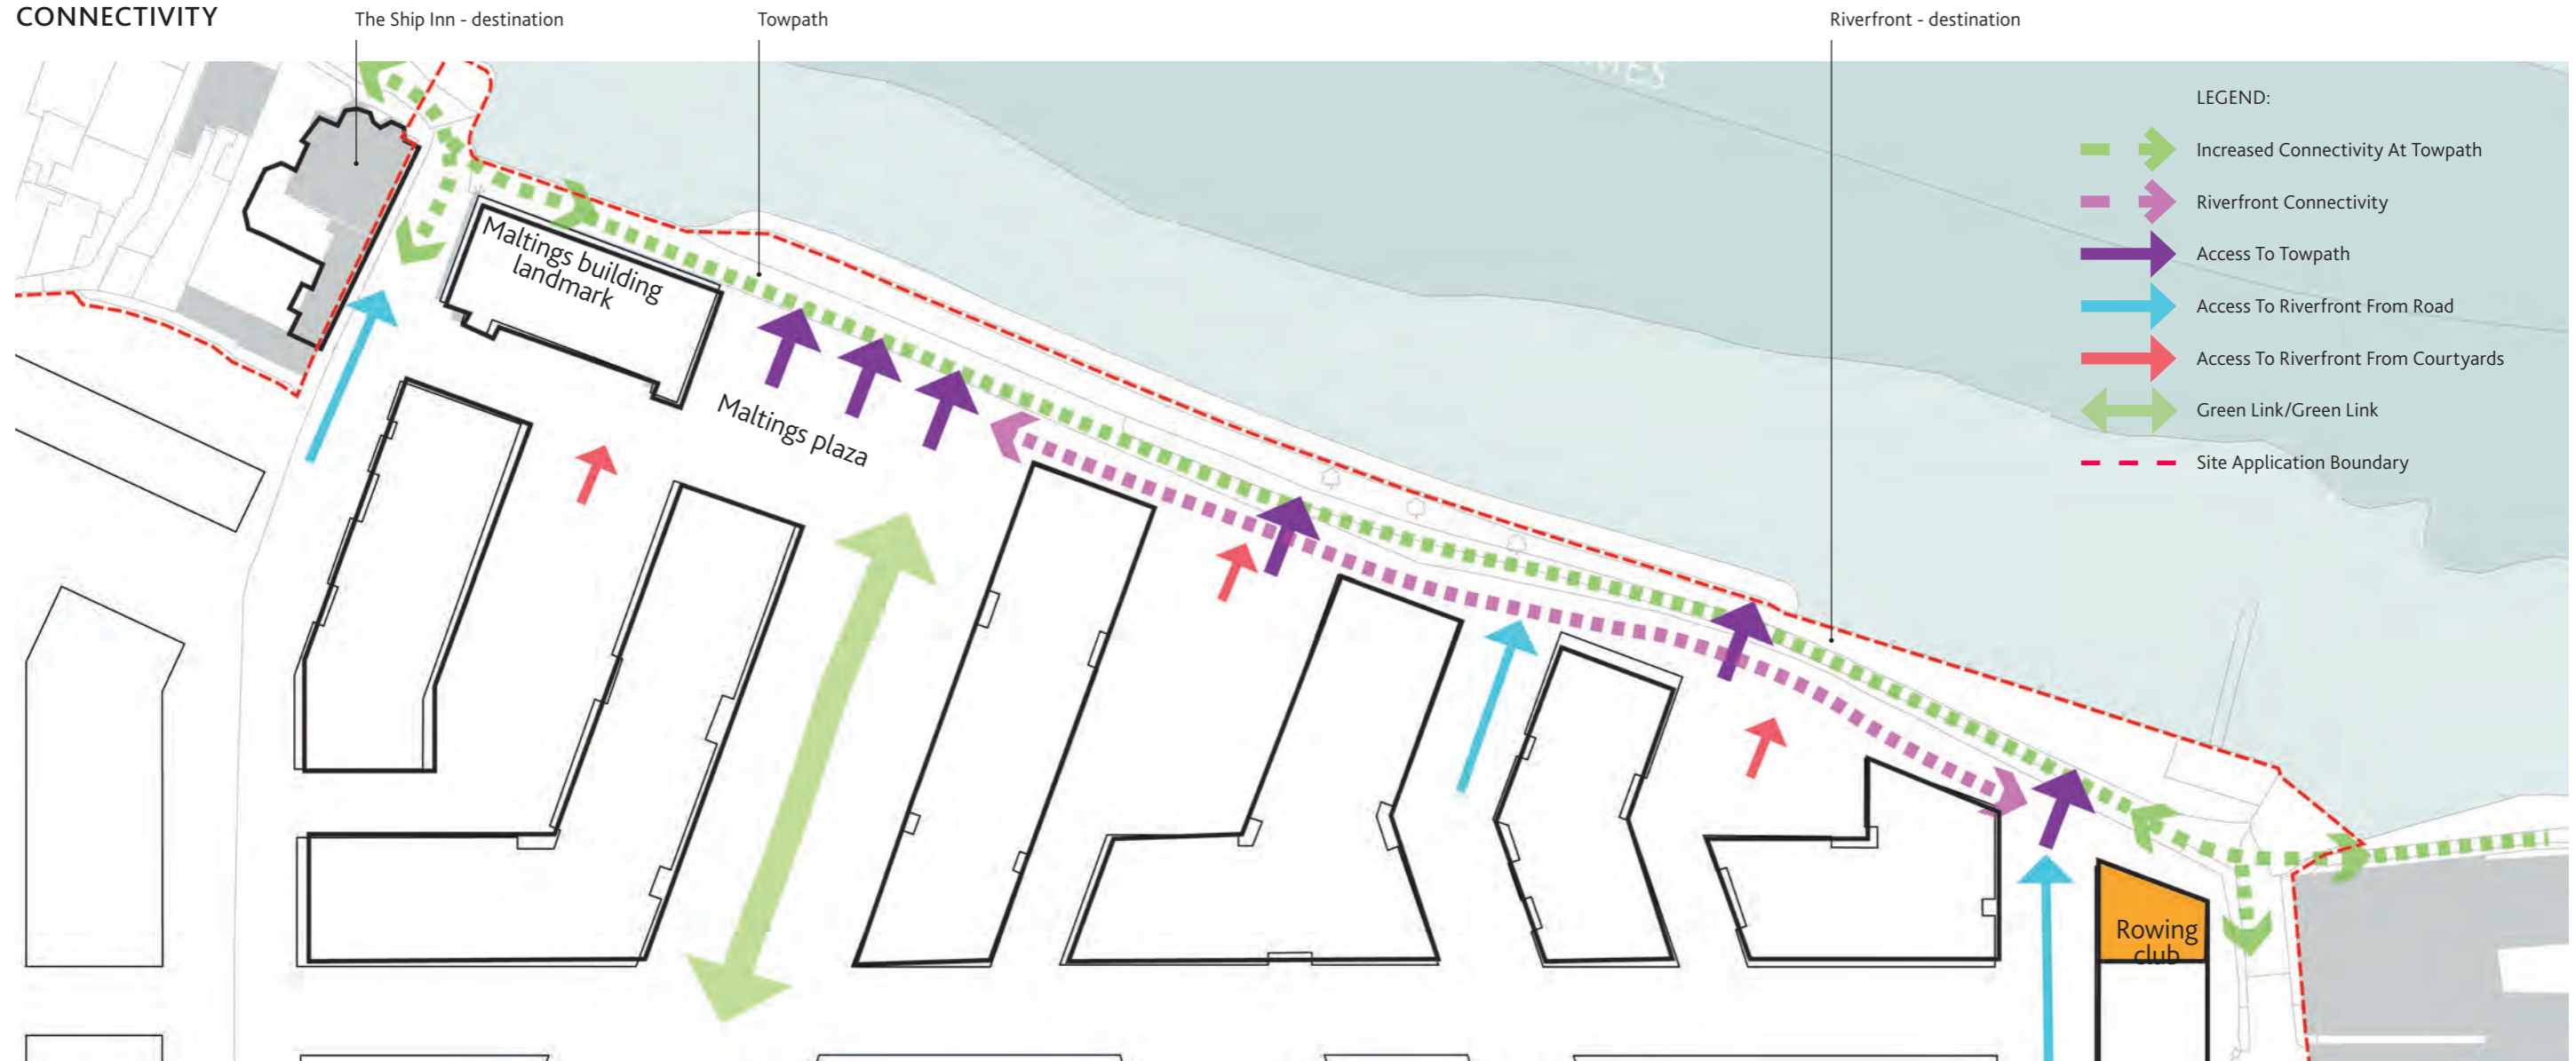 CONNECTIVITY
The Ship Inn - destination
Towpath
Riverfront - destination
LEGEND:
Increased Connectivity At Towpath
Riverfront Connectivity
Access To Towpath
Access To Riverfront From Road
Access To Riverfront From Courtyards
Green Link/Green Link
Site Application Boundary
Maltings building
landmark
Maltings plaza
Rowing
club